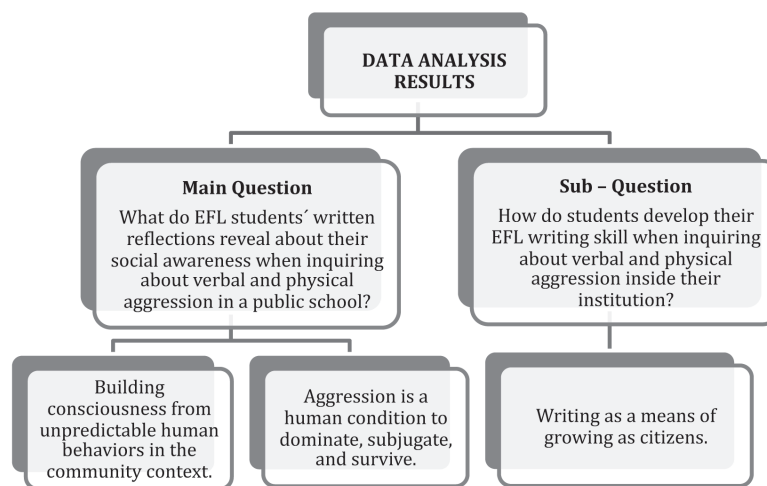 DATA ANALYSIS
RESULTS
Main Question
What do EFL students´ written
reflections reveal about their
social awareness when inquiring
about verbal and physical
aggression in a public school?
Sub – Question
How do students develop their
EFL writing skill when inquiring
about verbal and physical
aggression inside their
institution?
Building
consciousness from
unpredictable human
behaviors in the
community context.
Aggression is a
human condition to
dominate, subjugate,
and survive.
Writing as a means of
growing as citizens.